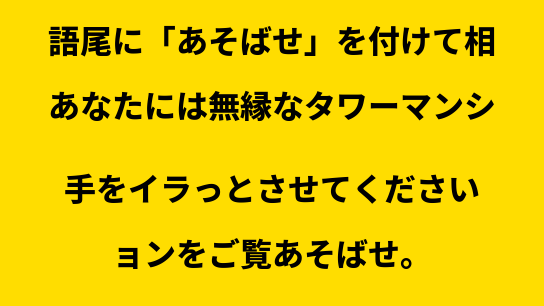 語尾に「あそばせ」を付けて相
あなたには無縁なタワーマンシ
手をイラっとさせてください
ョンをご覧あそばせ。